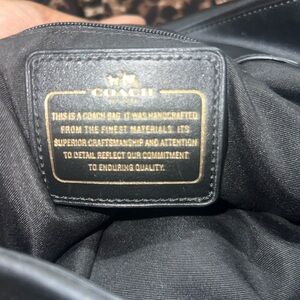 COACH
THIS IS A COACH BAG. IT WAS HANDCRAFTED
FROM THE FINEST MATERIALS. ITS
SUPERIOR CRAFTSMANSHIP AND ATTENTION
TO DETAIL REFLECT OUR COMMITMENT
TO ENDURING QUALITY.